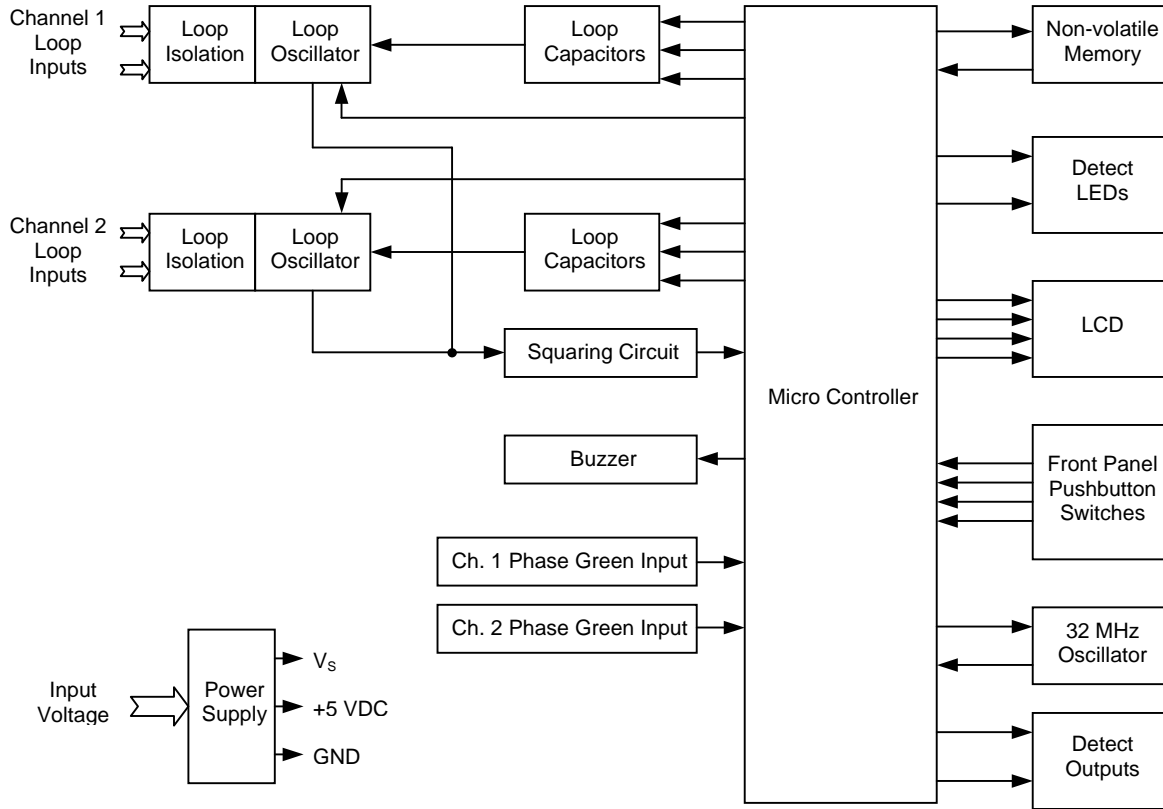 Channel 1
Loop
Inputs
Loop
Isolation
Loop
Oscillator
Loop
Capacitors
Non-volatile
Memory
Detect
LEDs
Channel 2
Loop
Inputs
Loop
Isolation
Loop
Oscillator
Loop
Capacitors
LCD
Squaring Circuit
Micro Controller
Buzzer
Front Panel
Pushbutton
Switches
Ch. 1 Phase Green Input
Ch. 2 Phase Green Input
32 MHz
Oscillator
Input
Voltage
Power
Supply
VS
+5 VDC
GND
Detect
Outputs